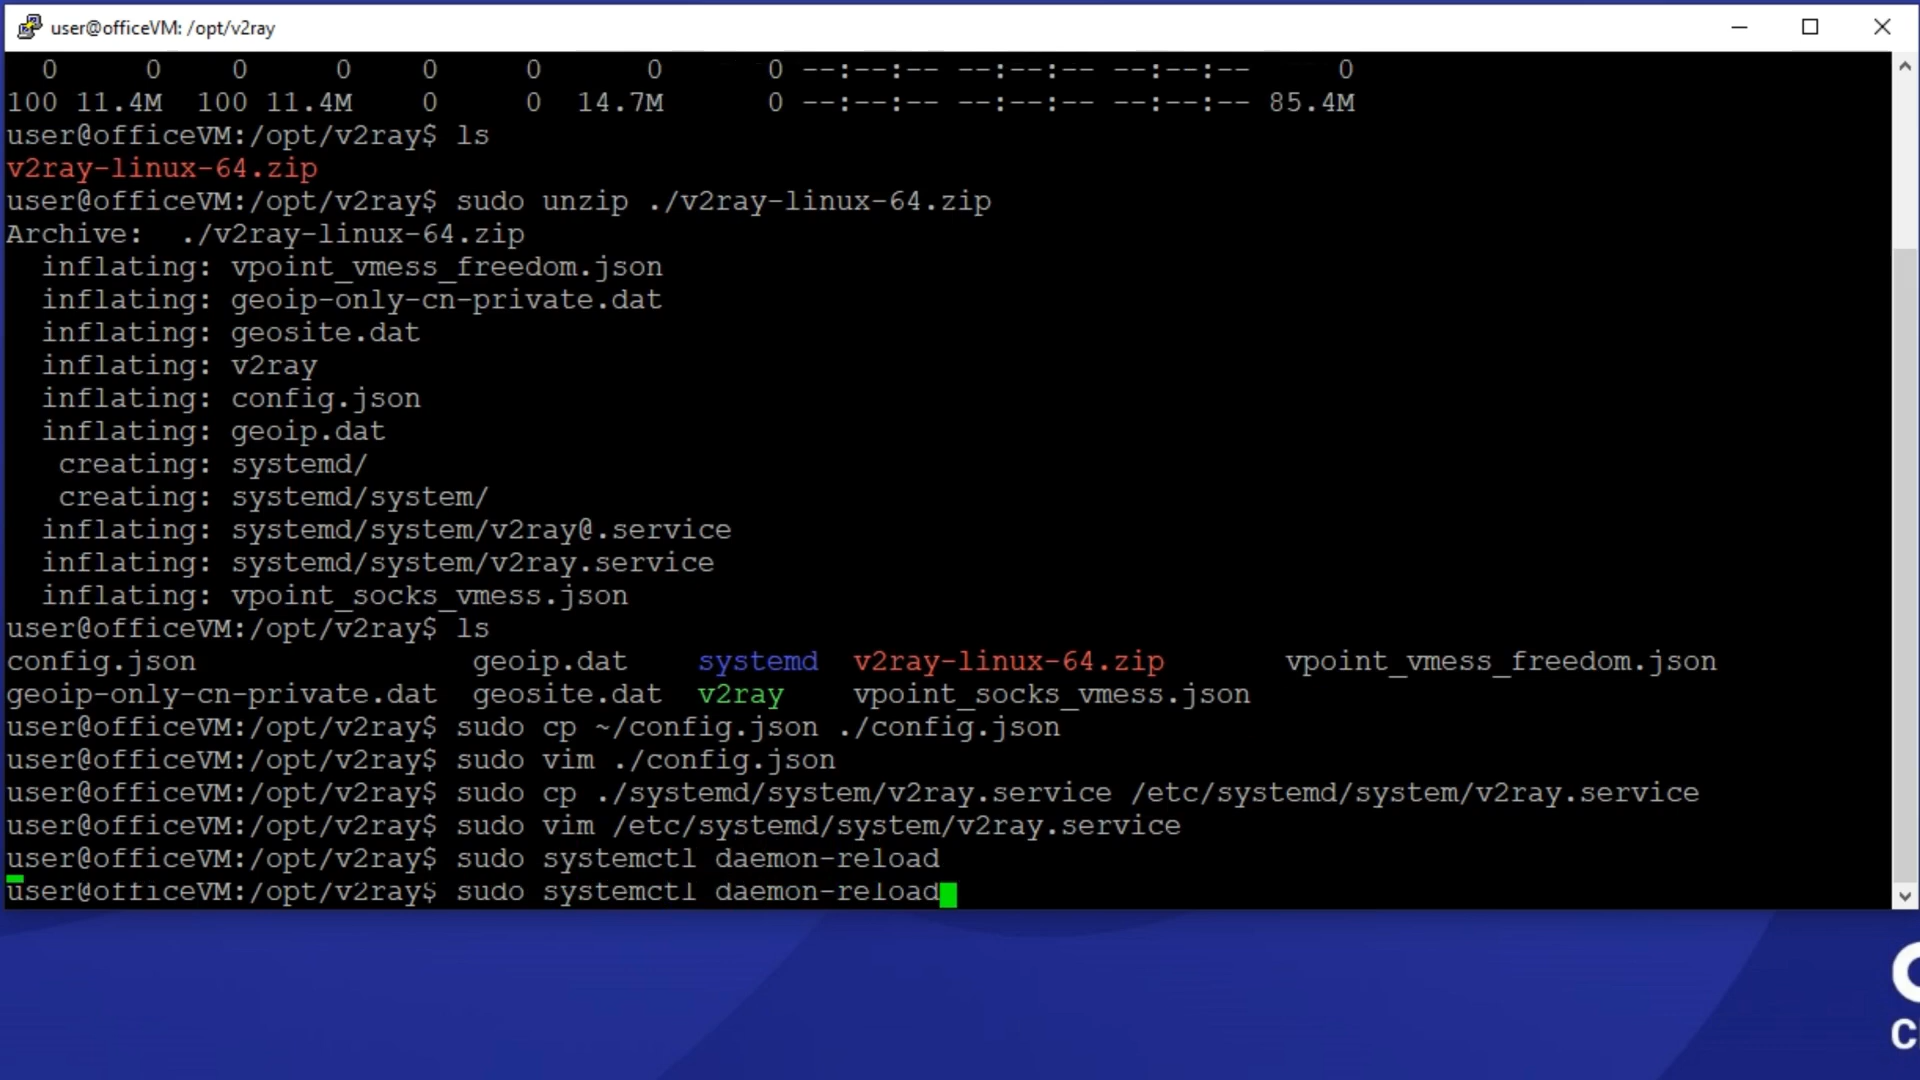 user@officeVM: /opt/v2ray
0 0 0 0 0 0 0 0 --:--:-- --:--:-- --:--:-- 0
100 11.4M 100 11.4M 0 0 14.7M 0 --:--:-- --:--:-- --:--:-- 85.4M
user@officeVM:/opt/v2ray$ ls
v2ray-linux-64.zip
user@officeVM:/opt/v2ray$ sudo unzip ./v2ray-linux-64.zip
Archive:  ./v2ray-linux-64.zip
  inflating: vpoint_vmess_freedom.json
  inflating: geoip-only-cn-private.dat
  inflating: geosite.dat
  inflating: v2ray
  inflating: config.json
  inflating: geoip.dat
   creating: systemd/
   creating: systemd/system/
  inflating: systemd/system/v2ray@.service
  inflating: systemd/system/v2ray.service
  inflating: vpoint_socks_vmess.json
user@officeVM:/opt/v2ray$ ls
config.json geoip.dat systemd v2ray-linux-64.zip vpoint_vmess_freedom.json
geoip-only-cn-private.dat geosite.dat v2ray vpoint_socks_vmess.json
user@officeVM:/opt/v2ray$ sudo cp ~/config.json ./config.json
user@officeVM:/opt/v2ray$ sudo vim ./config.json
user@officeVM:/opt/v2ray$ sudo cp ./systemd/system/v2ray.service /etc/systemd/system/v2ray.service
user@officeVM:/opt/v2ray$ sudo vim /etc/systemd/system/v2ray.service
user@officeVM:/opt/v2ray$ sudo systemctl daemon-reload
user@officeVM:/opt/v2ray$ sudo systemctl daemon-reload